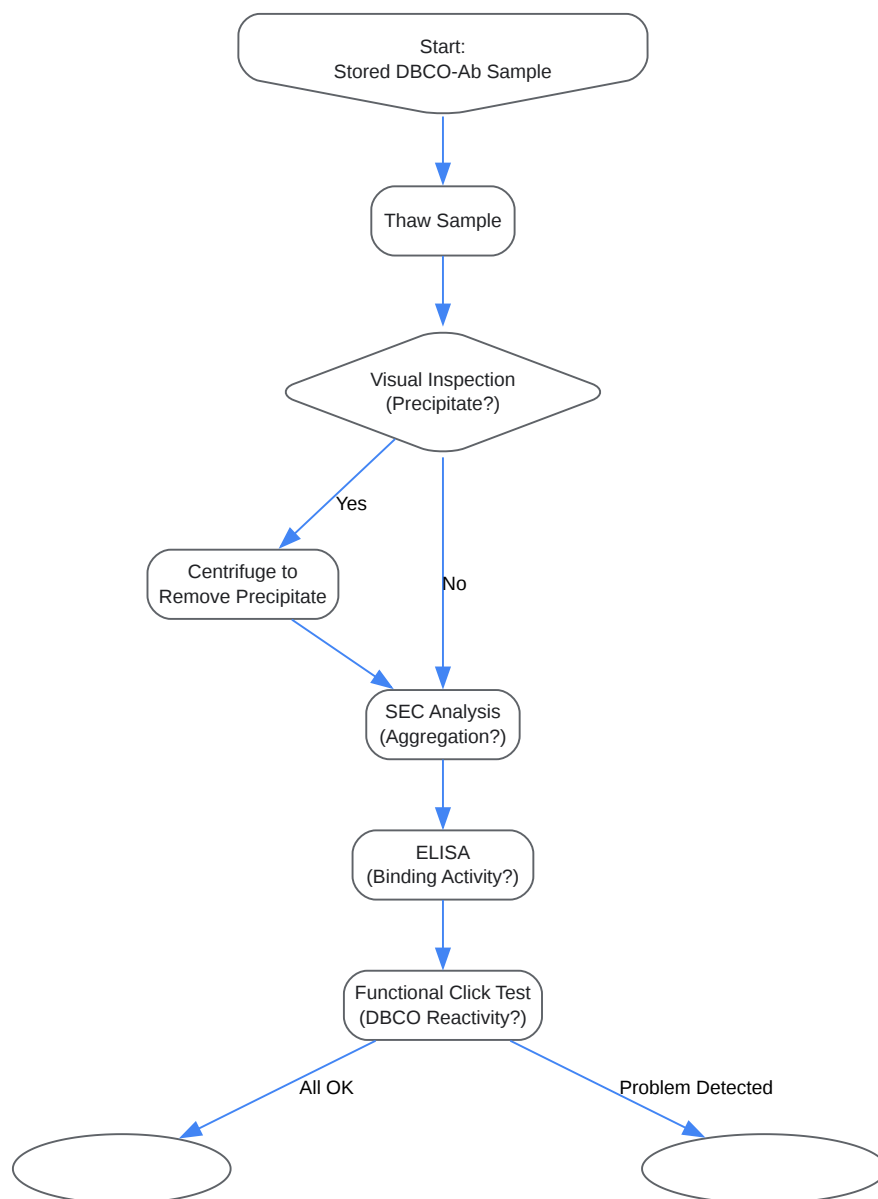 Start:
Stored DBCO-Ab Sample
Thaw Sample
Visual Inspection
(Precipitate?)
Yes
Centrifuge to
Remove Precipitate
No
SEC Analysis
(Aggregation?)
ELISA
(Binding Activity?)
Functional Click Test
(DBCO Reactivity?)
All OK
Problem Detected